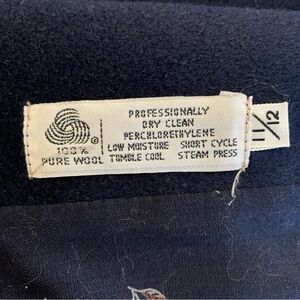 PROFESSIONALLY
DRY CLEAN
PERCHLORETHYLENE
LOW MOISTURE SHORT CYCLE
TUMBLE COOL STEAM PRESS
®
100%
PURE WOOL
11/12